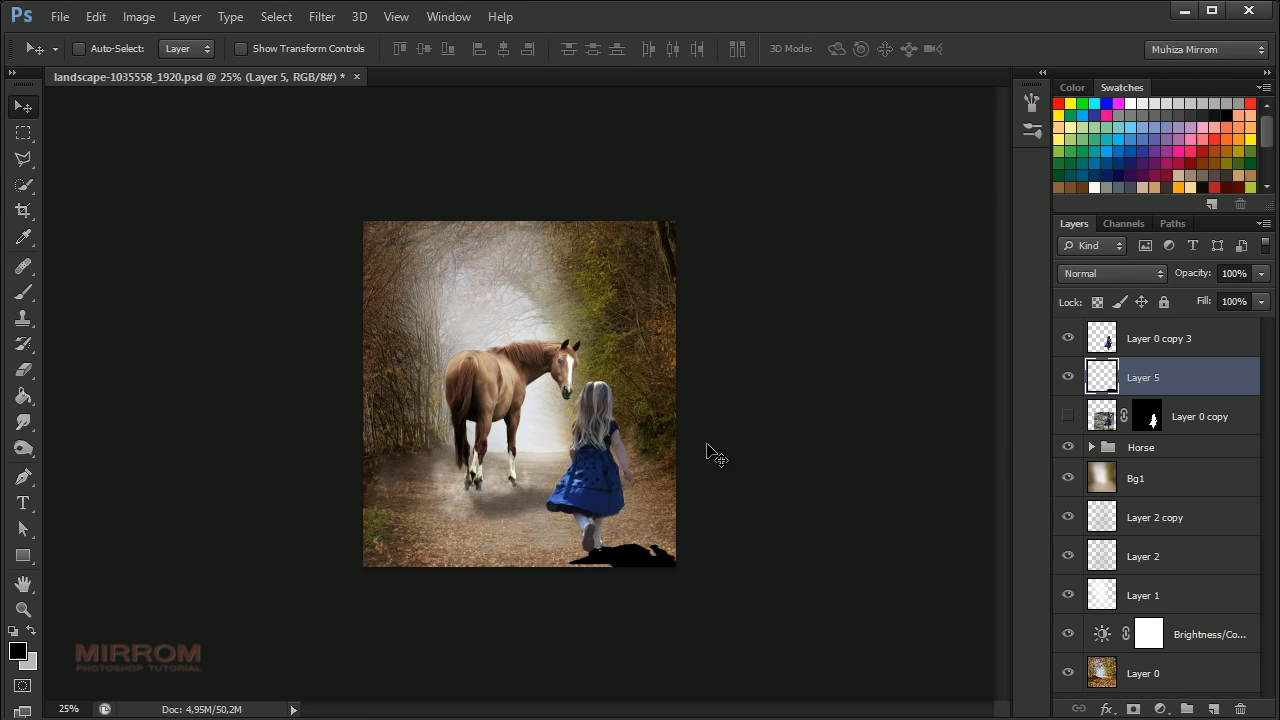 Ps File Edit Image Layer Type Select Filter 3D View Window Help
Auto-Select: Layer Show Transform Controls 3D Mode: Muhiza Mirrom
landscape-1035558_1920.psd @ 25% (Layer 5, RGB/8#) * ×
Color Swatches
Layers Channels Paths
Kind
Normal Opacity: 100%
Lock: Fill: 100%
Layer 0 copy 3
Layer 5
Layer 0 copy
Horse
Bg1
Layer 2 copy
Layer 2
Layer 1
Brightness/Co...
Layer 0
MIRROM
PHOTOSHOP TUTORIAL
25% Doc: 4,95M/50,2M